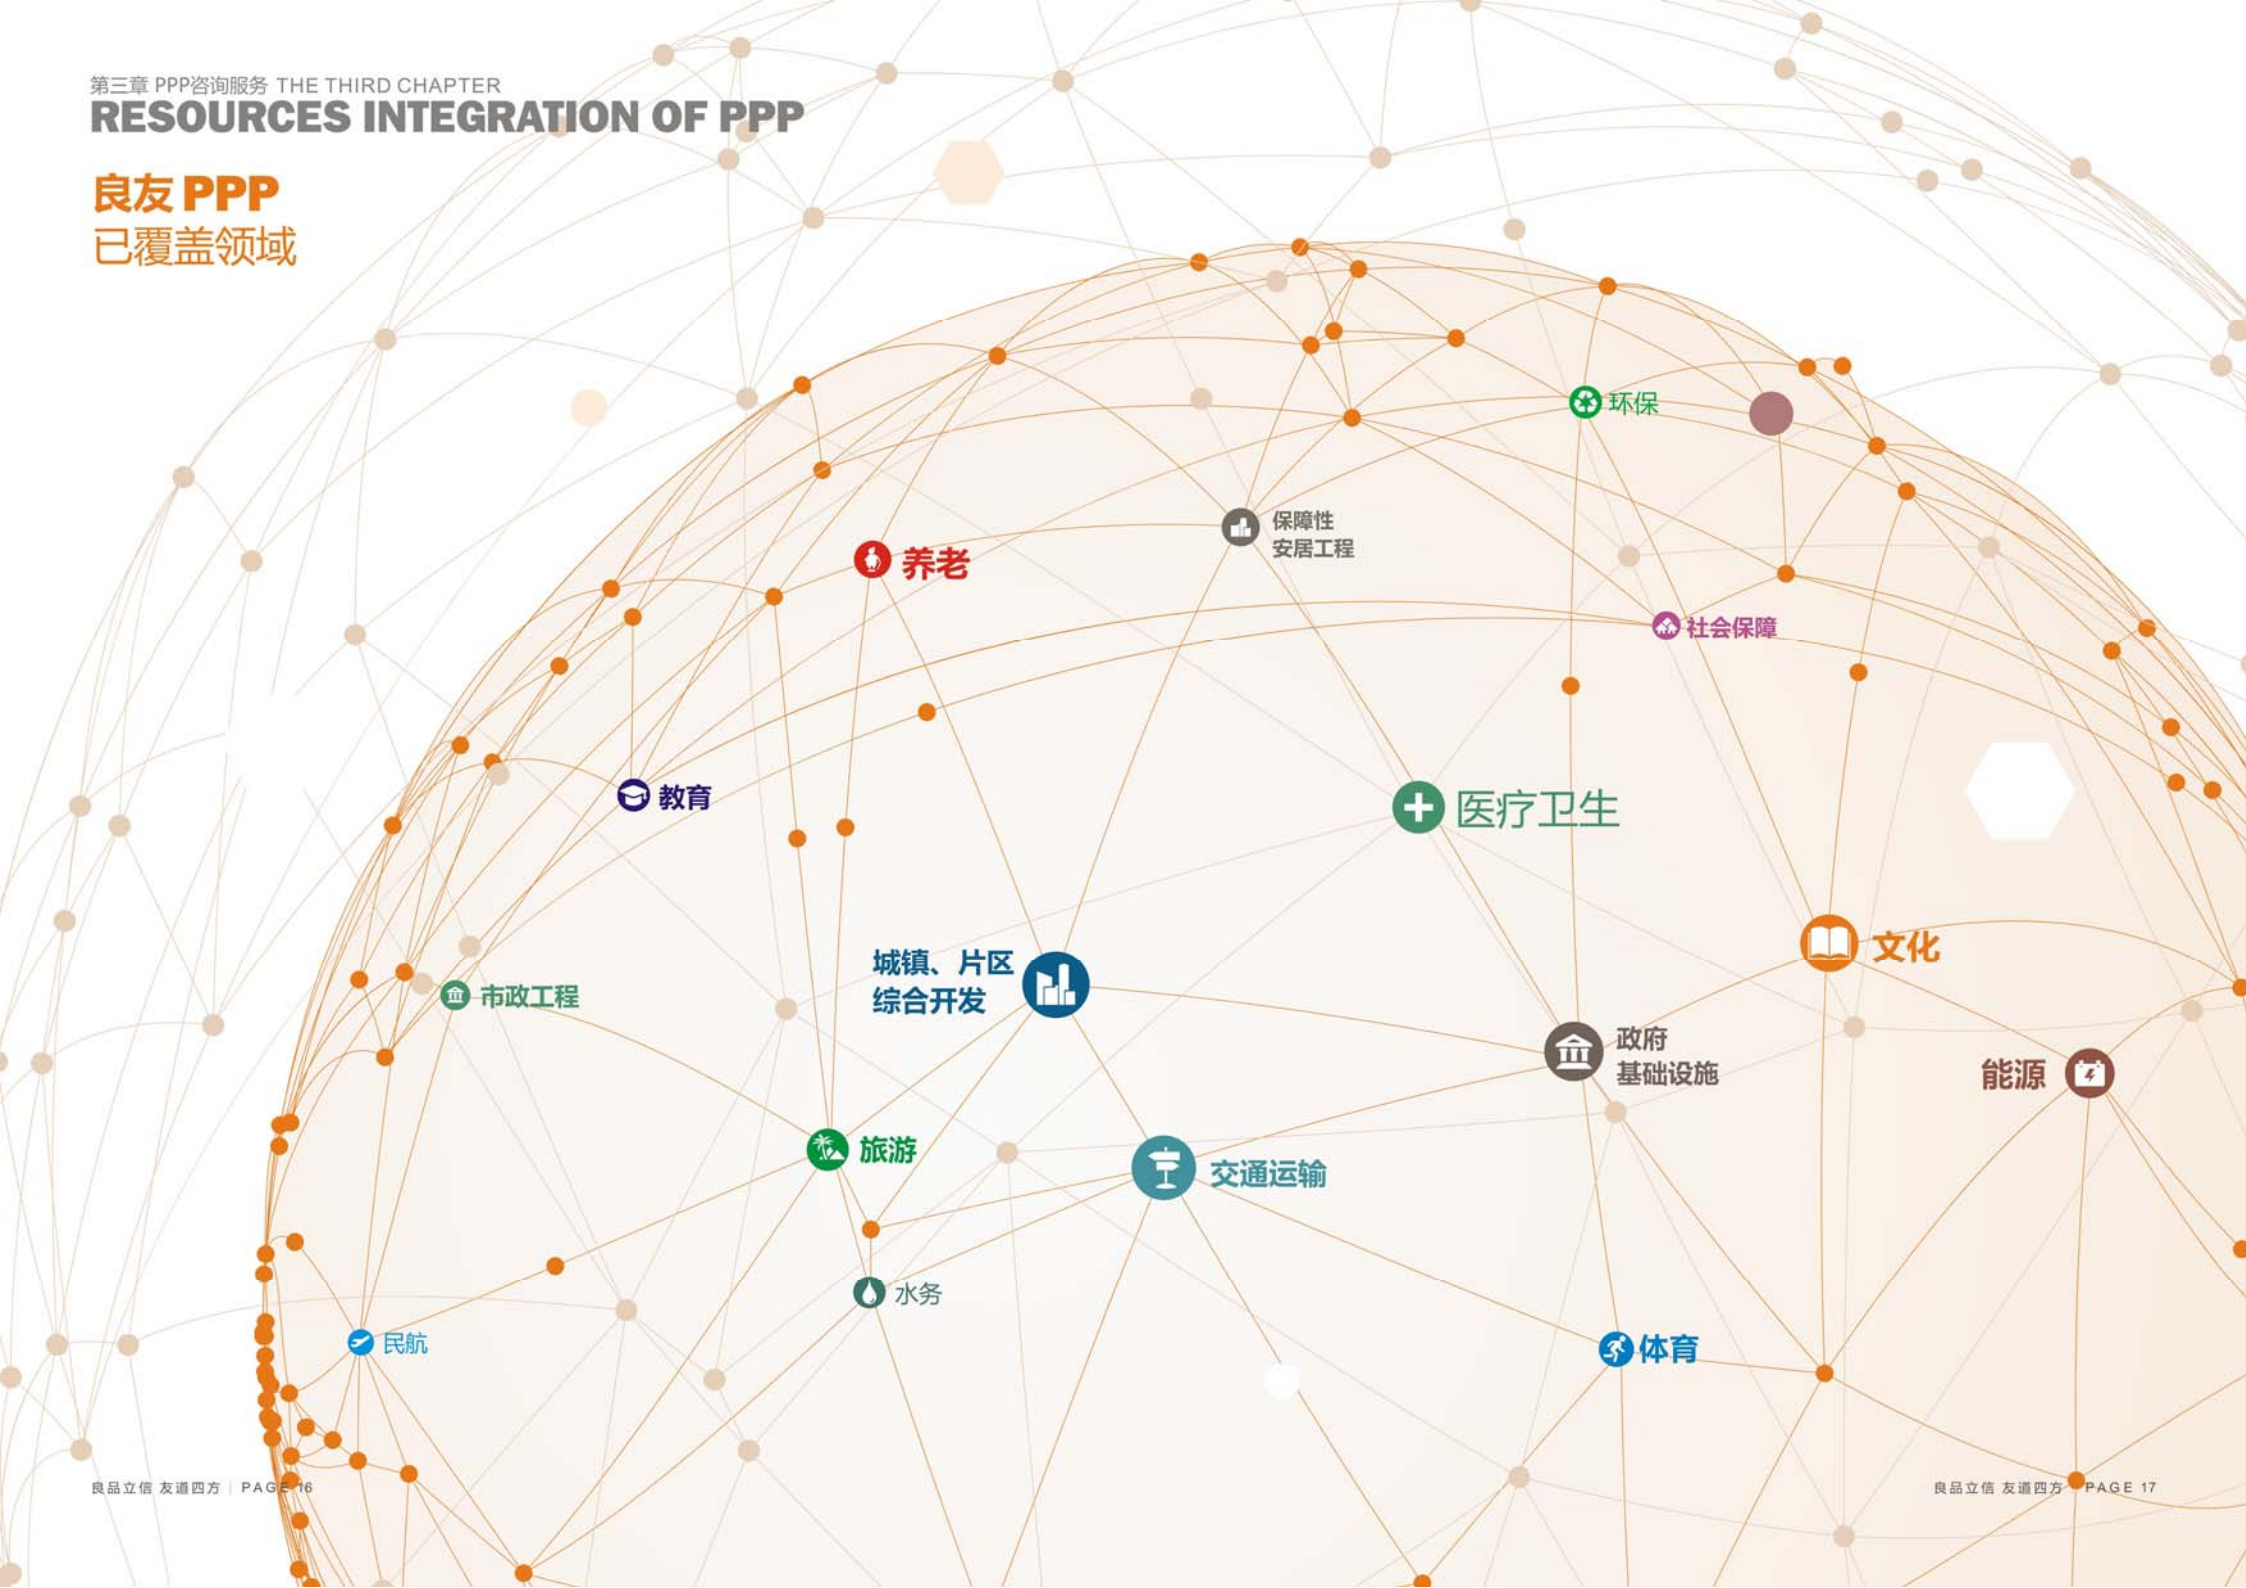 第三章 PPP咨询服务 THE THIRD CHAPTER
RESOURCES INTEGRATION OF PPP
良友 PPP
已覆盖领域
环保
保障性
安居工程
养老
社会保障
教育
医疗卫生
文化
城镇、片区
综合开发
市政工程
政府
基础设施
能源
旅游
交通运输
水务
民航
体育
良品立信 友道四方 | PAGE 16
良品立信 友道四方 PAGE 17